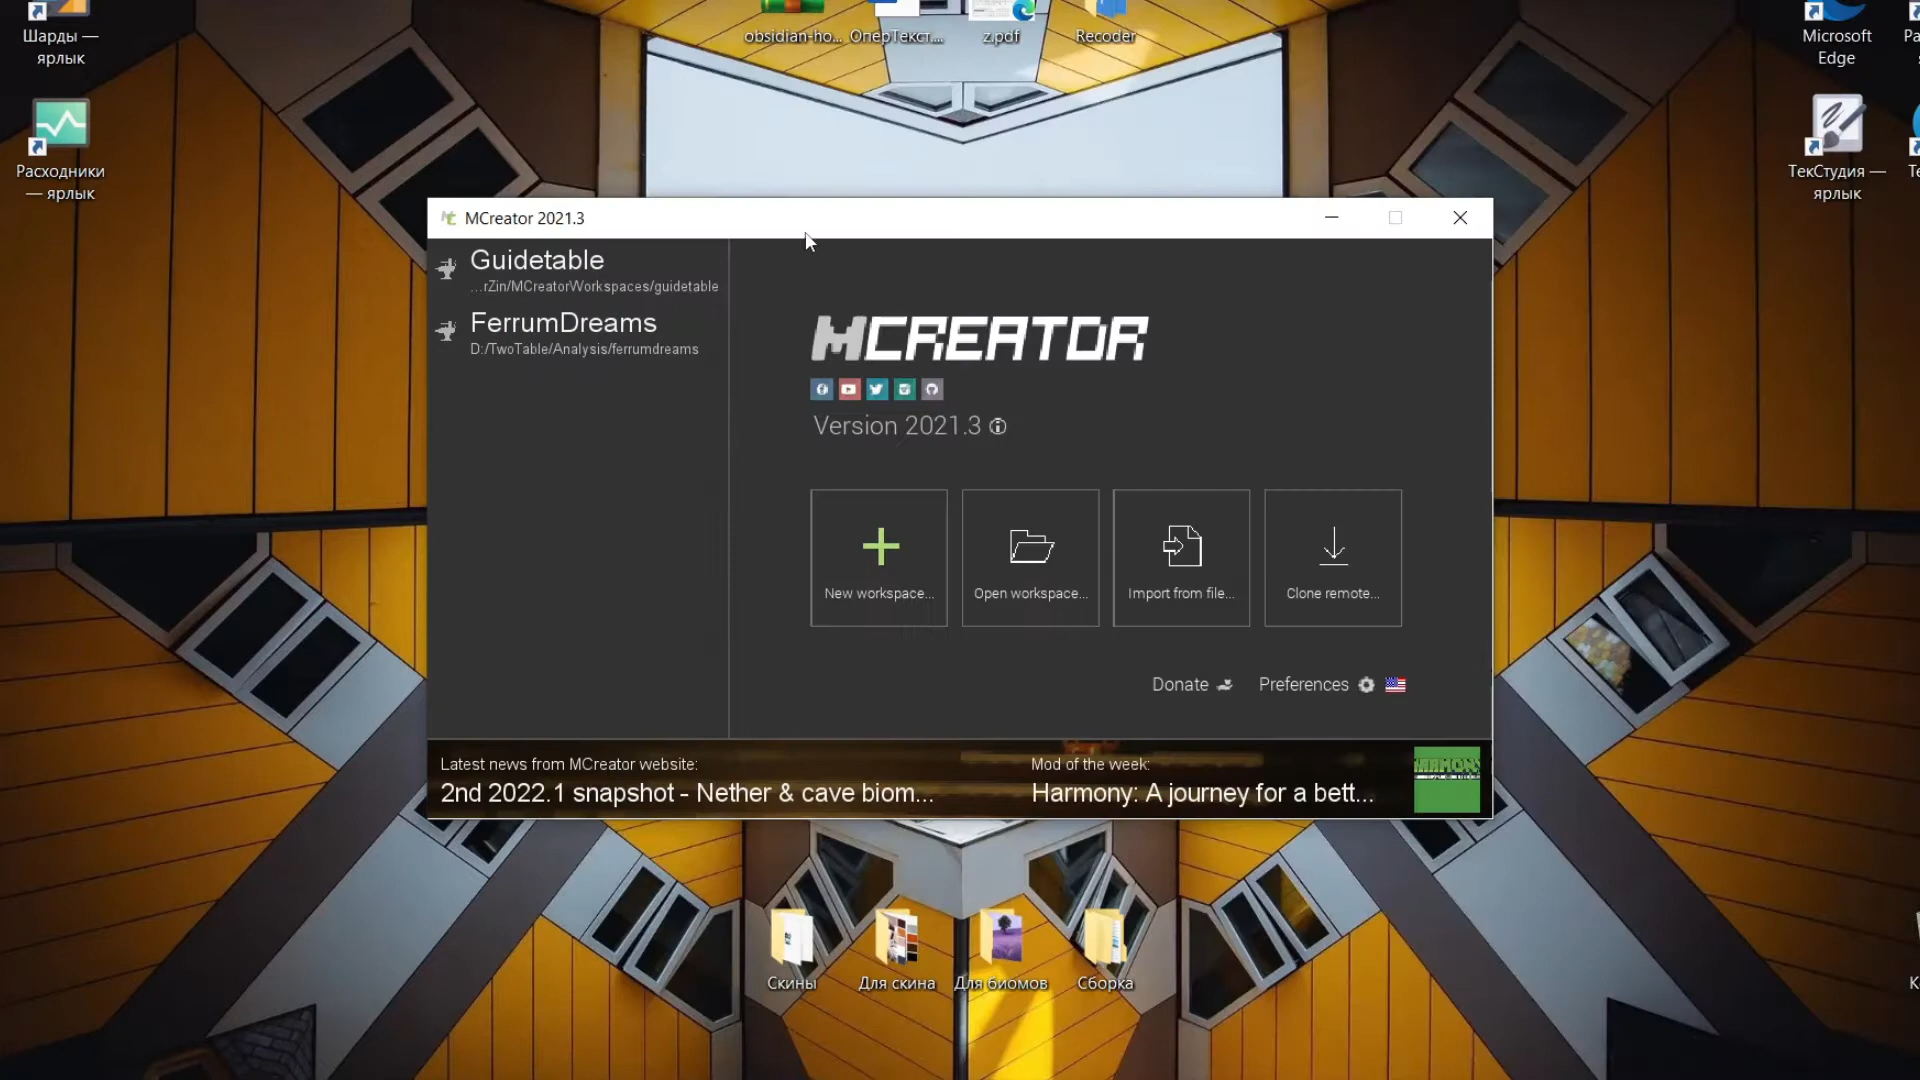 Шарды —
ярлык
Расходники
— ярлык
obsidian-ho...
ОперТекст....
z.pdf
Recoder
Microsoft
Edge
ТекСтудия —
ярлык
MCreator 2021.3
Guidetable
...rZin/MCreatorWorkspaces/guidetable
FerrumDreams
D:/TwoTable/Analysis/ferrumdreams
MCREATOR
Version 2021.3
New workspace...
Open workspace...
Import from file...
Clone remote...
Donate
Preferences
Latest news from MCreator website:
2nd 2022.1 snapshot - Nether & cave biom...
Mod of the week:
Harmony: A journey for a bett...
Скины
Для скина
Для биомов
Сборка